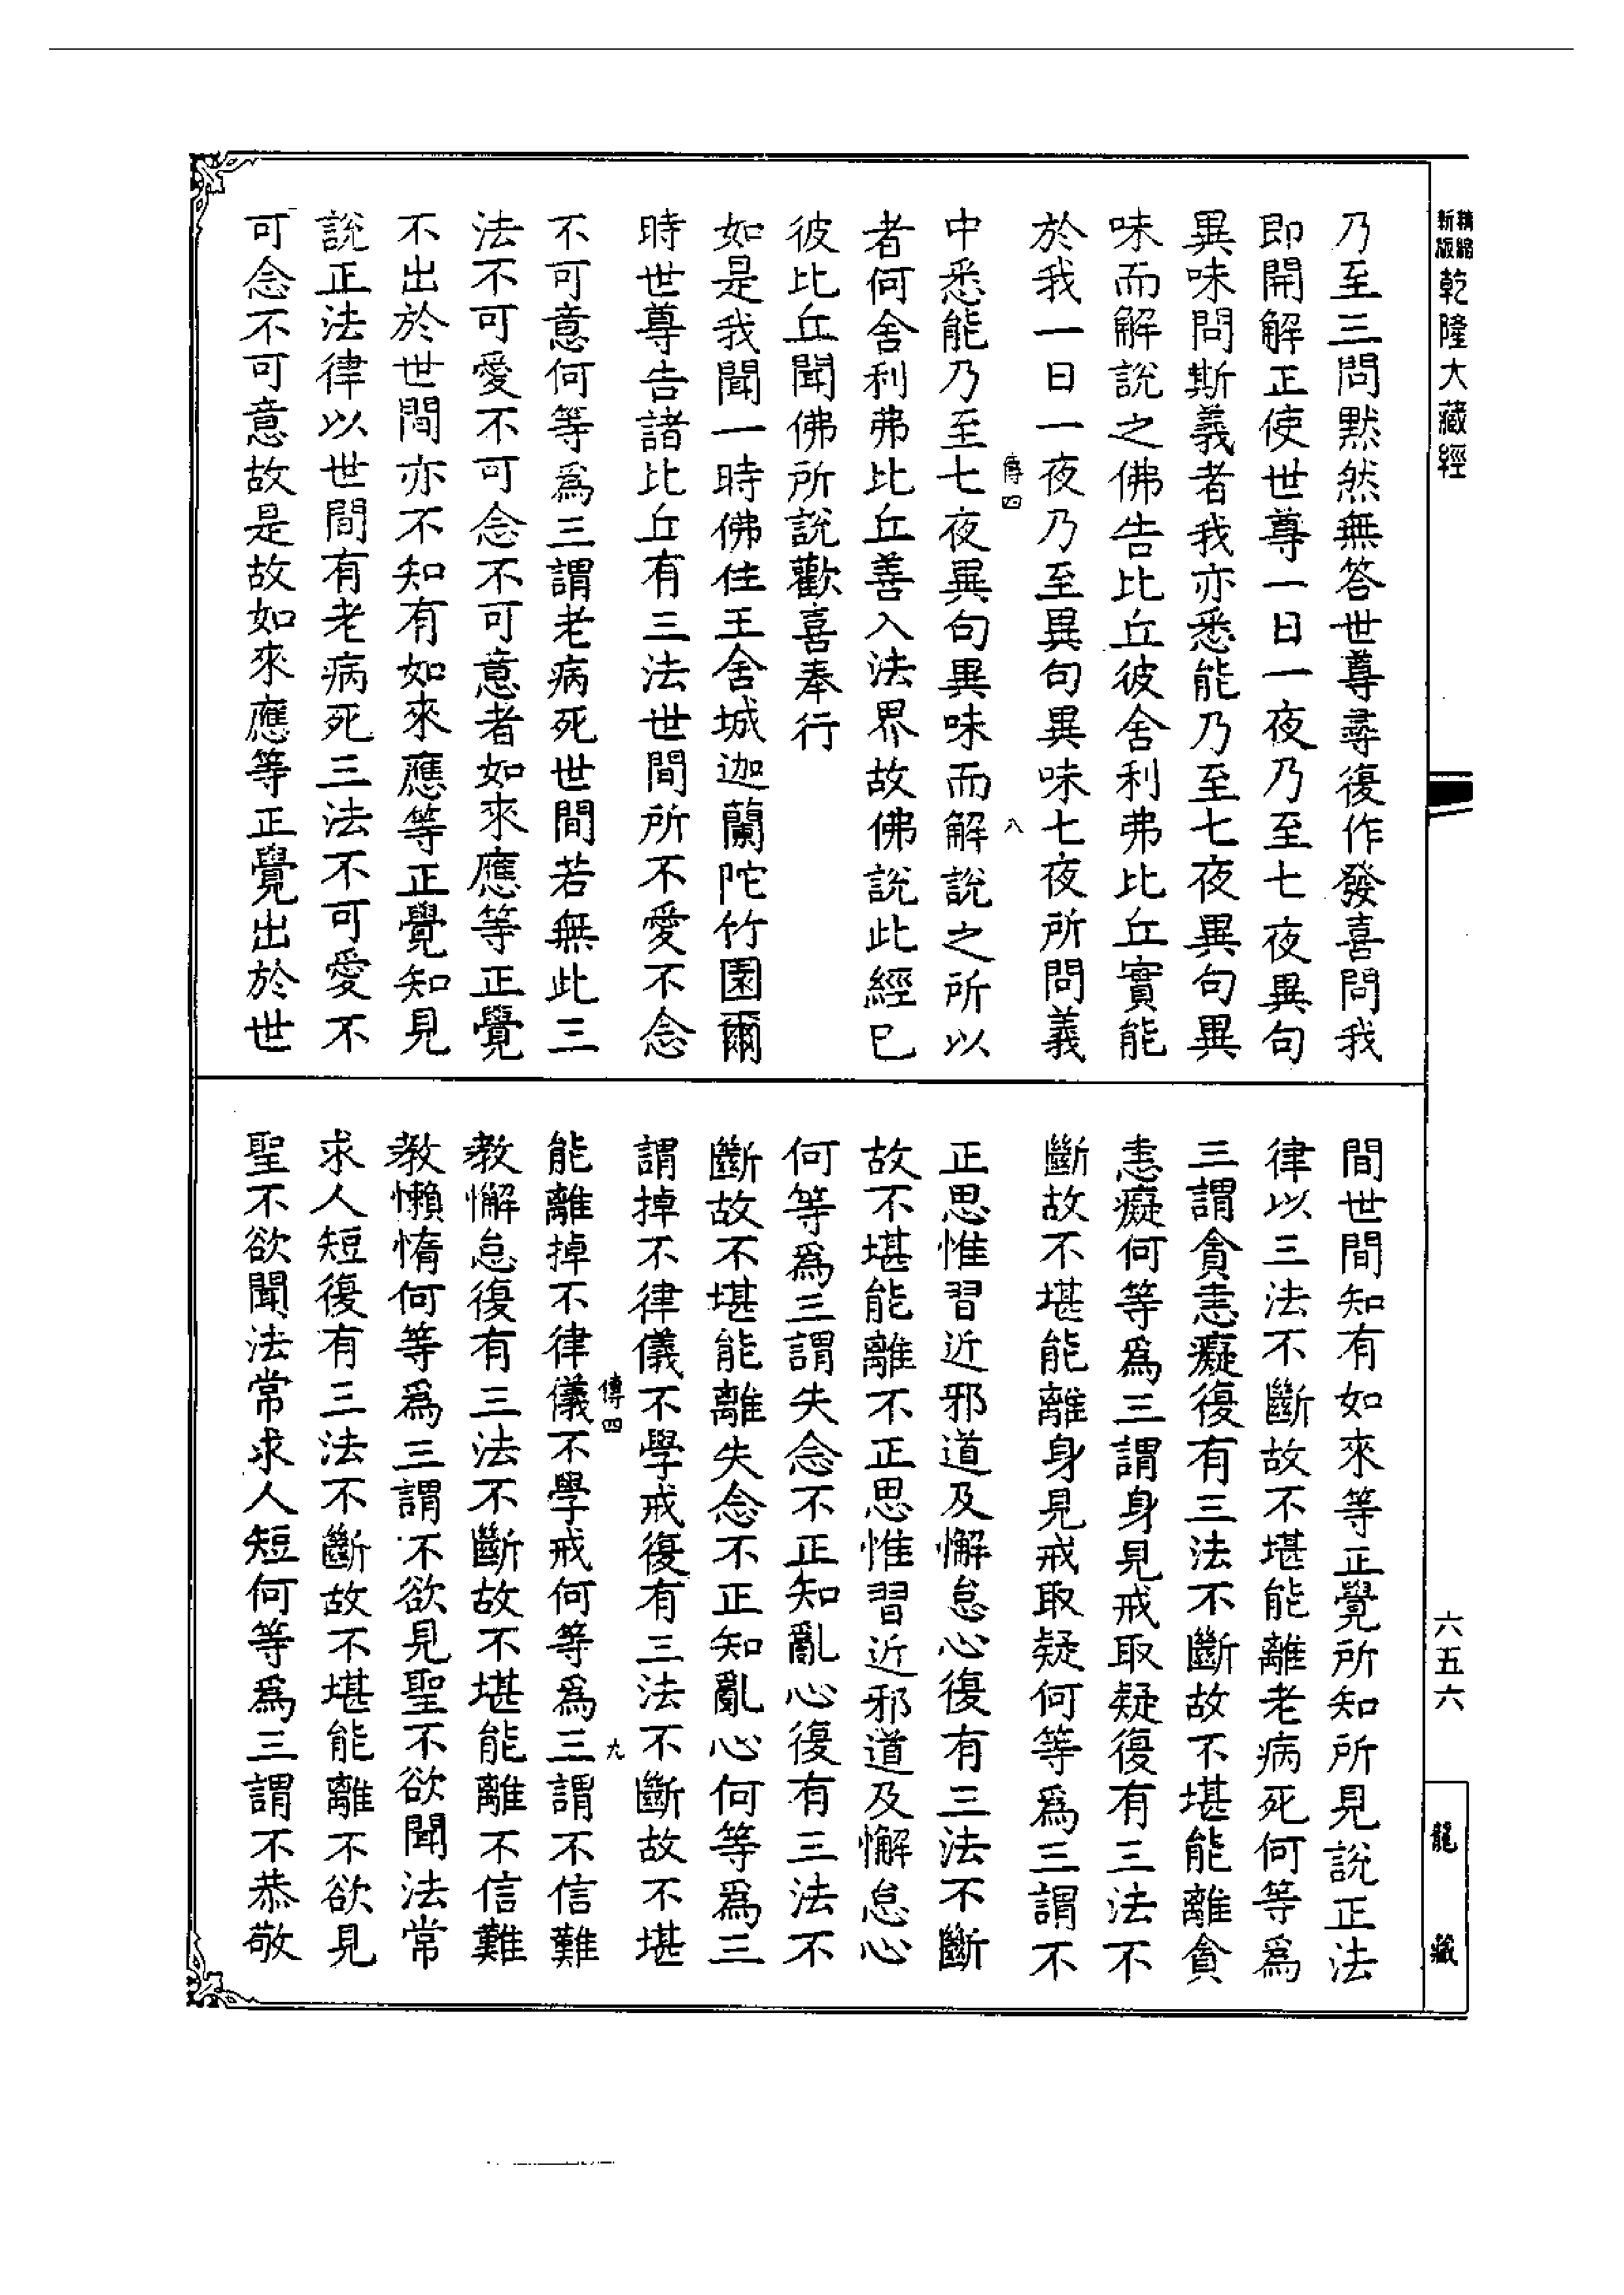 精縮
新版
乾隆大藏經
乃至三問默然無答世尊尋復作發喜問我
即開解正使世尊一日一夜乃至七夜異句
異味問斯義者我亦悉能乃至七夜異句異
味而解說之佛告比丘彼舍利弗比丘實能
於我一日一夜乃至異句異味七夜所問義
傳四
八
中悉能乃至七夜異句異味而解說之所以
者何舍利弗比丘善入法界故佛說此經已
彼比丘聞佛所說歡喜奉行
如是我聞一時佛住王舍城迦蘭陀竹園爾
時世尊告諸比丘有三法世間所不愛不念
不可意何等為三謂老病死世間若無此三
法不可愛不可念不可意者如來應等正覺
不出於世間亦不知有如來應等正覺知見
說正法律以世間有老病死三法不可愛不
可念不可意故是故如來應等正覺出於世
間世間知有如來等正覺所知所見說正法
律以三法不斷故不堪能離老病死何等為
三謂貪恚癡復有三法不斷故不堪能離貪
恚癡何等為三謂身見戒取疑復有三法不
斷故不堪能離身見戒取疑何等為三謂不
正思惟習近邪道及懈怠心復有三法不斷
故不堪能離不正思惟習近邪道及懈怠心
何等為三謂失念不正知亂心復有三法不
斷故不堪能離失念不正知亂心何等為三
謂掉不律儀不學戒復有三法不斷故不堪
傳四
九
能離掉不律儀不學戒何等為三謂不信難
教懈怠復有三法不斷故不堪能離不信難
教懶惰何等為三謂不欲見聖不欲聞法常
求人短復有三法不斷故不堪能離不欲見
聖不欲聞法常求人短何等為三謂不恭敬
六五六
龍藏